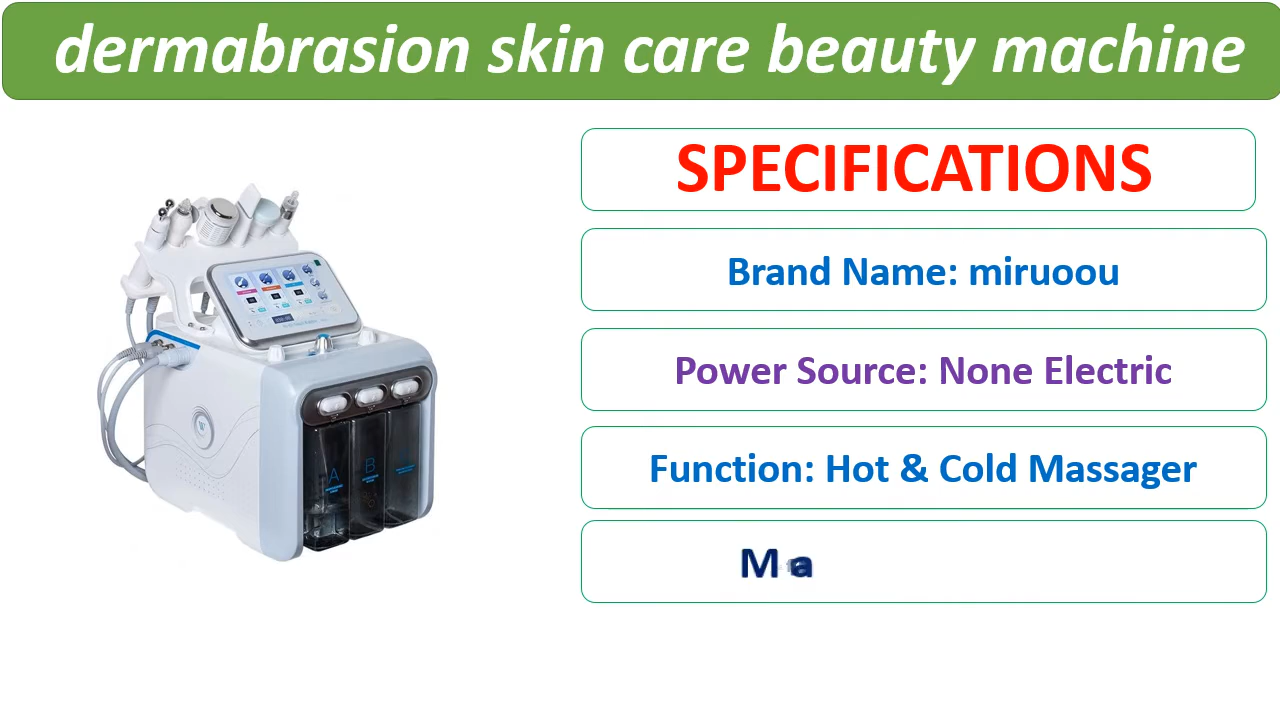 dermabrasion skin care beauty machine
SPECIFICATIONS
Brand Name: miruoou
Power Source: None Electric
Function: Hot & Cold Massager
A
B